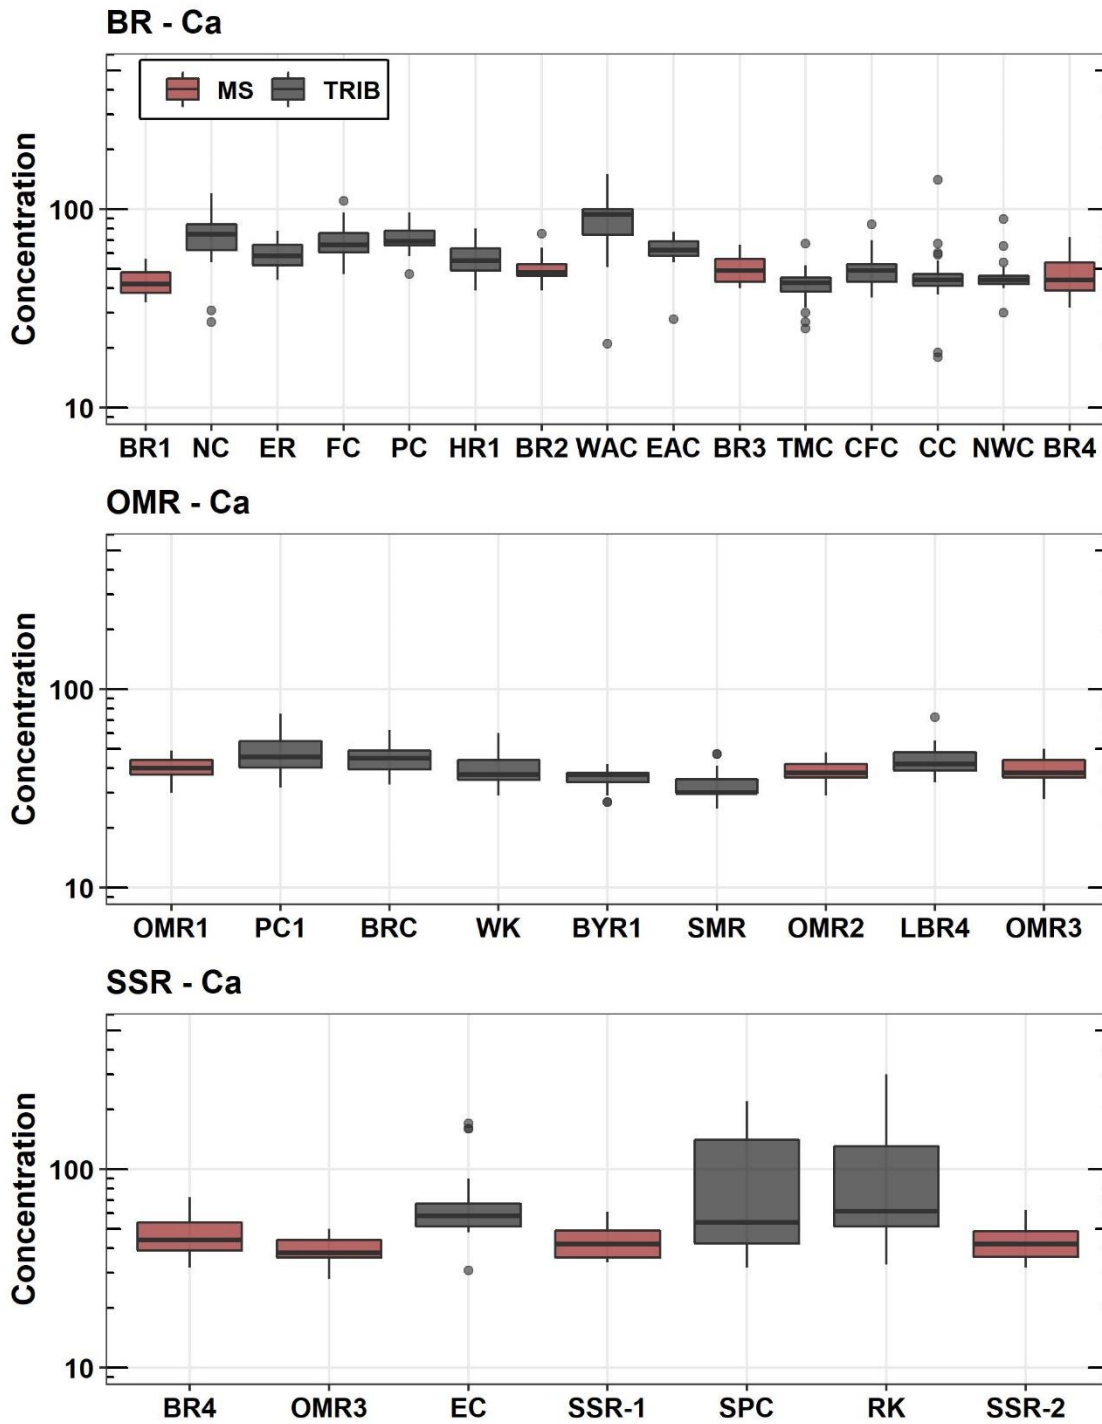 BR - Ca
MS TRIB
Concentration
100
10
BR1 NC ER FC PC HR1 BR2 WAC EAC BR3 TMC CFC CC NWC BR4
OMR - Ca
Concentration
100
10
OMR1 PC1 BRC WK BYR1 SMR OMR2 LBR4 OMR3
SSR - Ca
Concentration
100
10
BR4 OMR3 EC SSR-1 SPC RK SSR-2